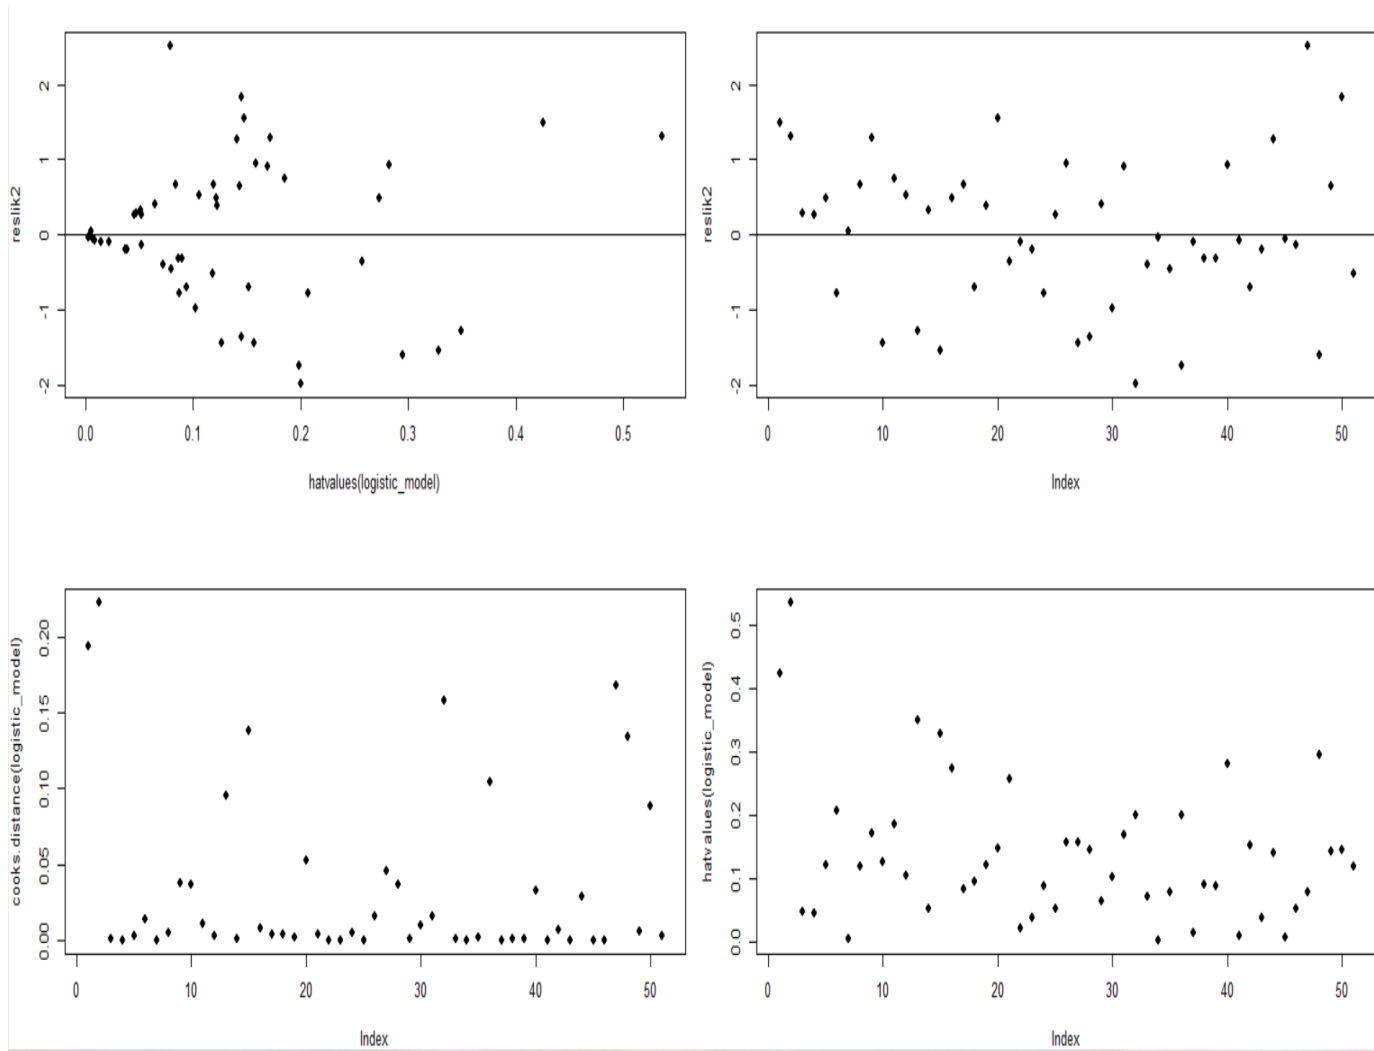 reslik2
2
1
0
-1
-2
0.0 0.1 0.2 0.3 0.4 0.5
hatvalues(logistic_model)
reslik2
2
1
0
-1
-2
0 10 20 30 40 50
Index
cooks.distance(logistic_model)
0.20
0.15
0.10
0.05
0.00
0 10 20 30 40 50
Index
hatvalues(logistic_model)
0.5
0.4
0.3
0.2
0.1
0.0
0 10 20 30 40 50
Index